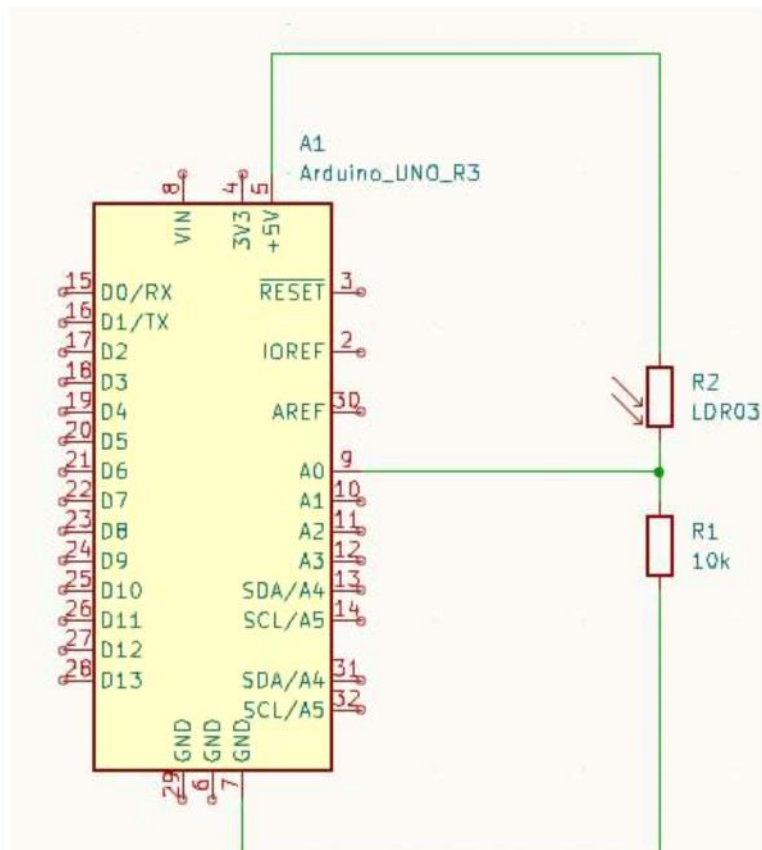 A1
Arduino_UNO_R3
8
4
5
VIN
3V3
+5V
15
D0/RX
RESET
3
16
D1/TX
17
D2
IOREF
2
18
D3
19
D4
AREF
30
20
D5
21
D6
A0
9
22
D7
A1
10
23
D8
A2
11
24
D9
A3
12
25
D10
SDA/A4
13
26
D11
SCL/A5
14
27
D12
28
D13
SDA/A4
31
SCL/A5
32
GND
GND
GND
29
6
7
R2
LDR03
R1
10k